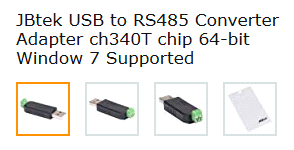 JBtek USB to RS485 Converter
Adapter ch340T chip 64-bit
Window 7 Supported